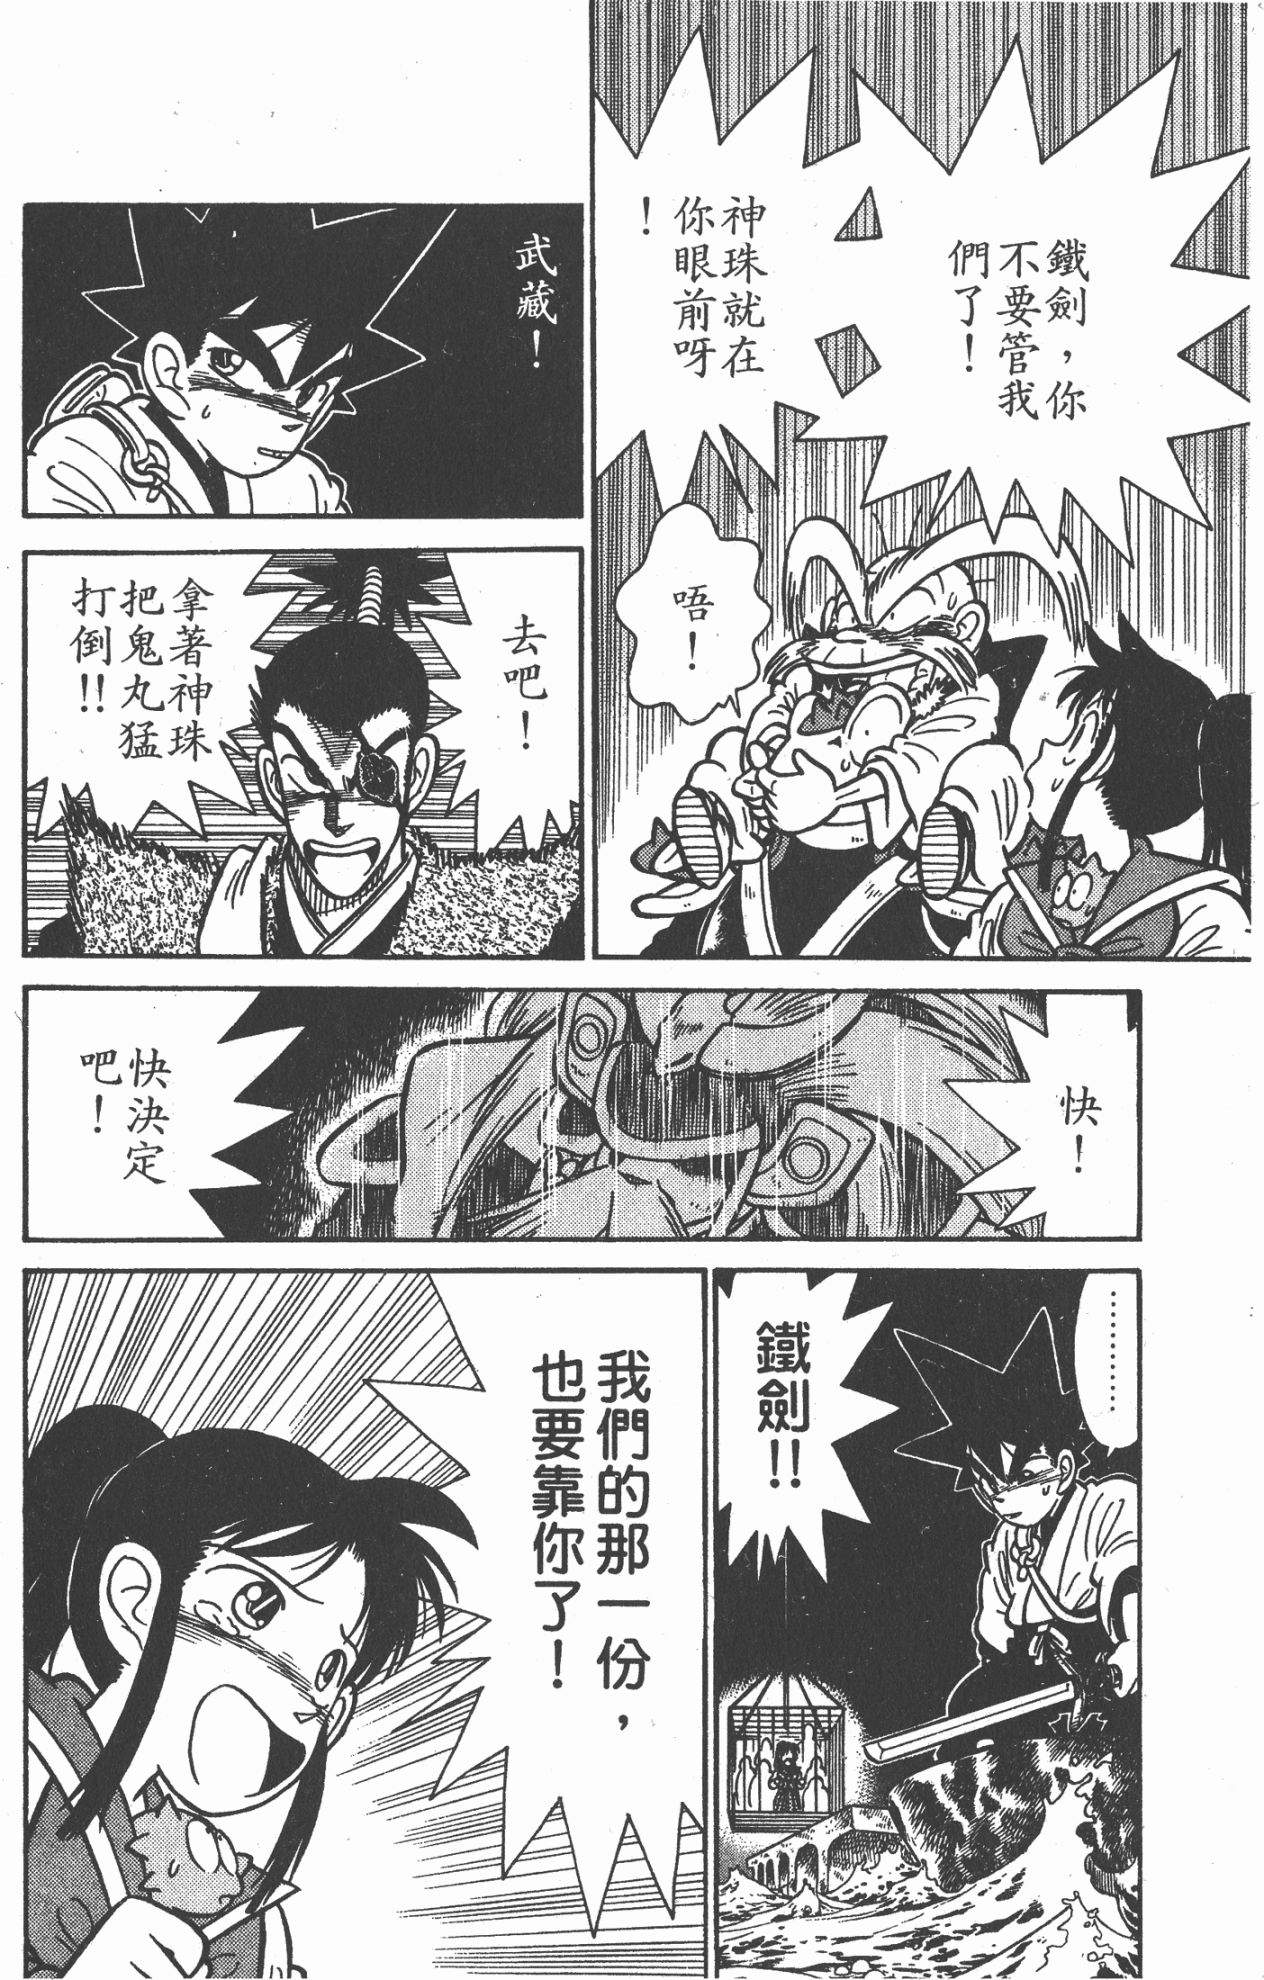 鐵劍，你
不要管我
們了！
神珠就在
你眼前呀
！
唔！
武藏！
去吧！
拿著神珠
把鬼丸猛
打倒!!
快！
快決定
吧！
…………
鐵劍!!
我們的那一份，
也要靠你了！